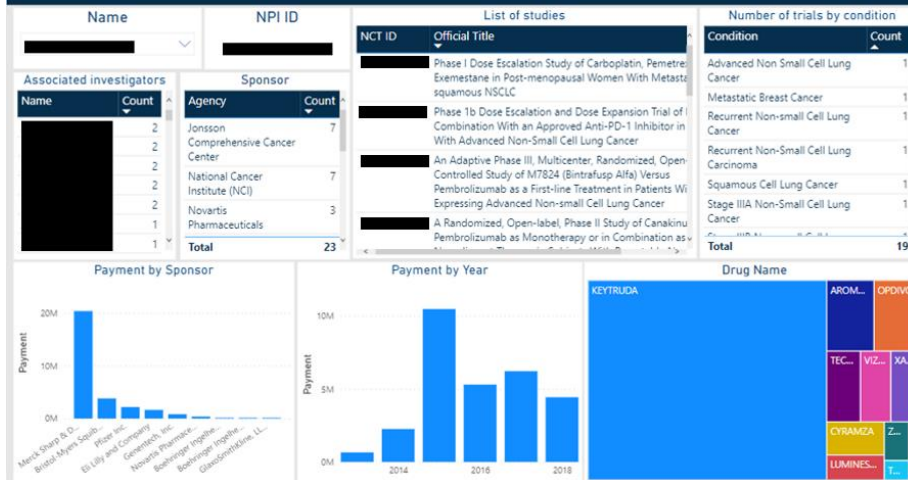 Name
NPI ID
List of studies
Number of trials by condition
NCT ID Official Title
Phase I Dose Escalation Study of Carboplatin, Pemetre
Exemestane in Post-menopausal Women With Metasta
squamous NSCLC
Phase 1b Dose Escalation and Dose Expansion Trial of
Combination With an Approved Anti-PD-1 Inhibitor in
With Advanced Non-Small Cell Lung Cancer
An Adaptive Phase III, Multicenter, Randomized, Open-
Controlled Study of M7824 (Bintrafusp Alfa) Versus
Pembrolizumab as a First-line Treatment in Patients Wi
Expressing Advanced Non-small Cell Lung Cancer
A Randomized, Open-label, Phase II Study of Canakinu
Pembrolizumab as Monotherapy or in Combination as
Condition Count
Advanced Non Small Cell Lung 1
Cancer
Metastatic Breast Cancer 1
Recurrent Non-small Cell Lung 1
Cancer
Recurrent Non-Small Cell Lung 1
Carcinoma
Squamous Cell Lung Cancer 1
Stage IIIA Non-Small Cell Lung 1
Cancer
Total 19
Associated investigators
Name Count
2
2
2
2
2
1
1
Sponsor
Agency Count
Jonsson 7
Comprehensive Cancer
Center
National Cancer 7
Institute (NCI)
Novartis 3
Pharmaceuticals
Total 23
Payment by Sponsor
Payment
20M
10M
0M
Merck Sharp & D...
Bristol-Myers Squib...
Pfizer Inc.
Eli Lilly and Company
Genentech, Inc.
Novartis Pharmace...
Boehringer Ingelhe...
Boehringer Ingelhe...
GlaxoSmithKline, LL...
Payment by Year
Payment
10M
5M
0M
2014
2016
2018
Drug Name
KEYTRUDA
AROM...
OPDIVO
TEC...
VIZ...
XA
CYRAMZA
Z...
LUMINES...
T...